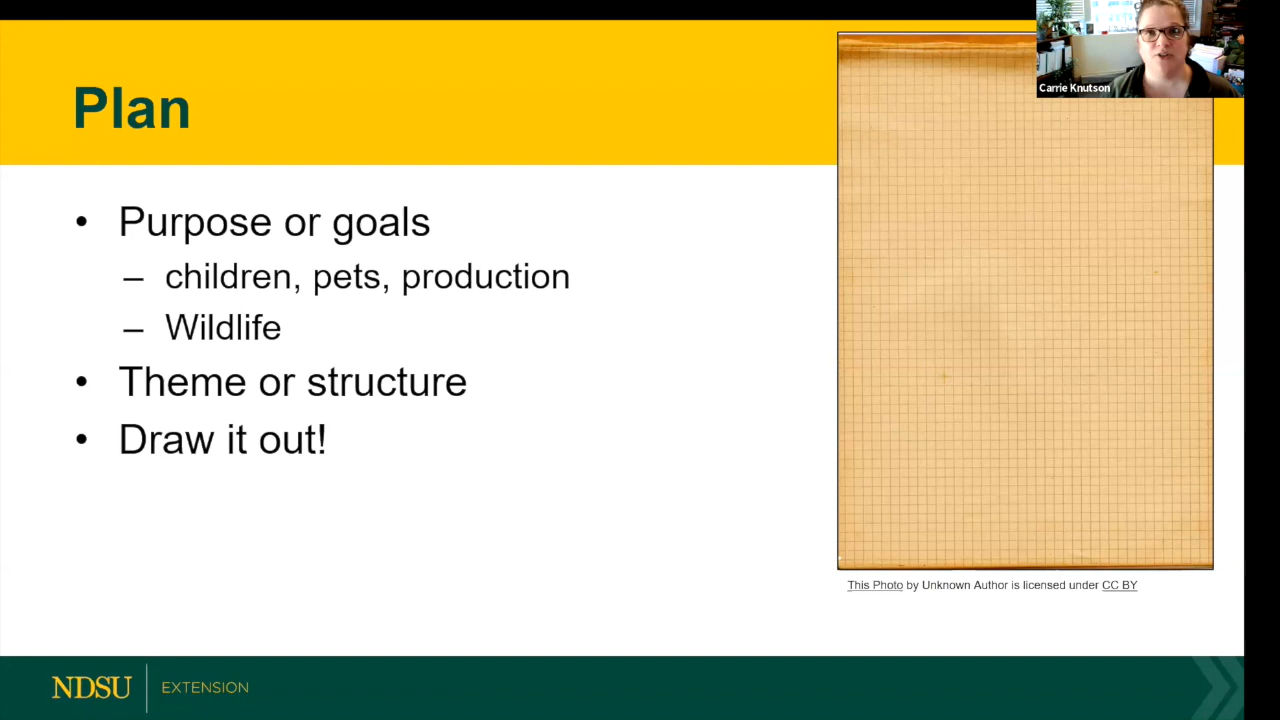 Plan
Carrie Knutson
• Purpose or goals
– children, pets, production
– Wildlife
• Theme or structure
• Draw it out!
This Photo by Unknown Author is licensed under CC BY
NDSU EXTENSION